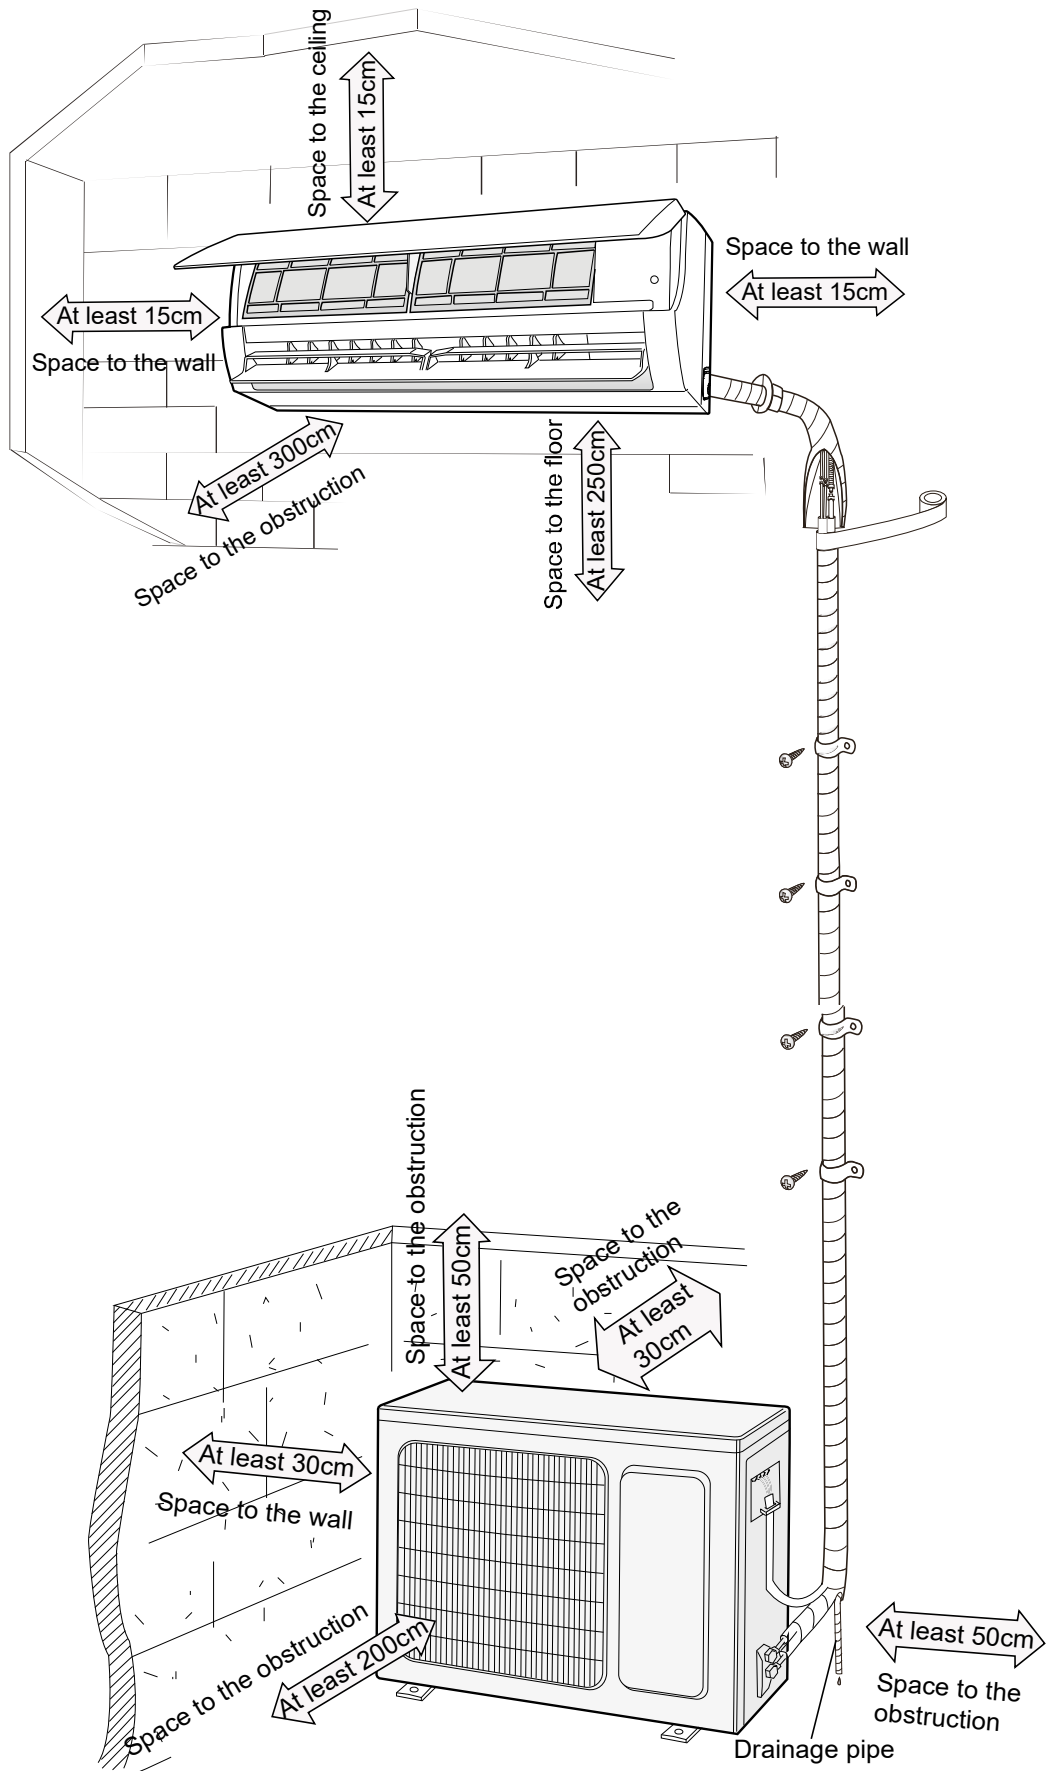 Space to the ceiling
At least 15cm
Space to the wall
At least 15cm
At least 15cm
Space to the wall
At least 300cm
Space to the obstruction
Space to the floor
At least 250cm
Space to the obstruction
At least 50cm
Space to the
obstruction
At least
30cm
At least 30cm
Space to the wall
Space to the obstruction
At least 200cm
At least 50cm
Space to the
obstruction
Drainage pipe